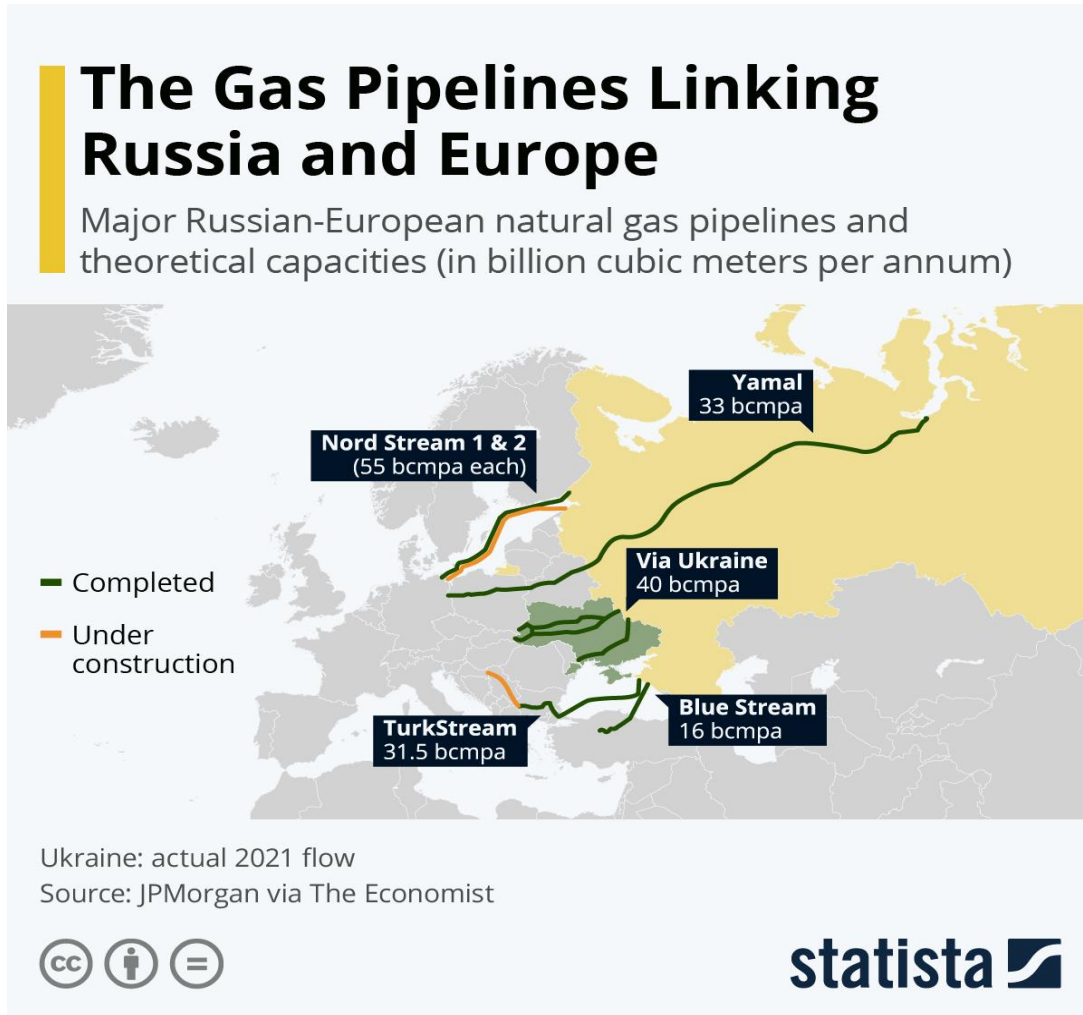 The Gas Pipelines Linking
Russia and Europe
Major Russian-European natural gas pipelines and
theoretical capacities (in billion cubic meters per annum)
Yamal
33 bcmpa
Nord Stream 1 & 2
(55 bcmpa each)
Via Ukraine
40 bcmpa
Completed
Under
construction
Blue Stream
16 bcmpa
TurkStream
31.5 bcmpa
Ukraine: actual 2021 flow
Source: JPMorgan via The Economist
cc
statista